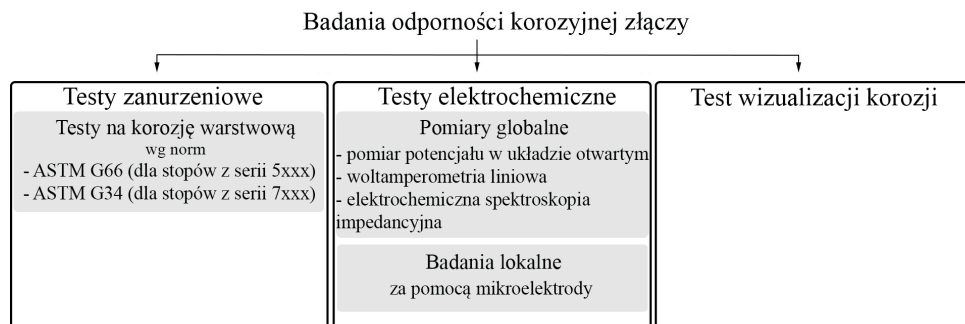 Badania odporności korozyjnej złączy
Testy zanurzeniowe
Testy na korozję warstwową
wg norm
- ASTM G66 (dla stopów z serii 5xxx)
- ASTM G34 (dla stopów z serii 7xxx)
Testy elektrochemiczne
Pomiary globalne
- pomiar potencjału w układzie otwartym
- woltamperometria liniowa
- elektrochemiczna spektroskopia
impedancyjna
Badania lokalne
za pomocą mikroelektrody
Test wizualizacji korozji